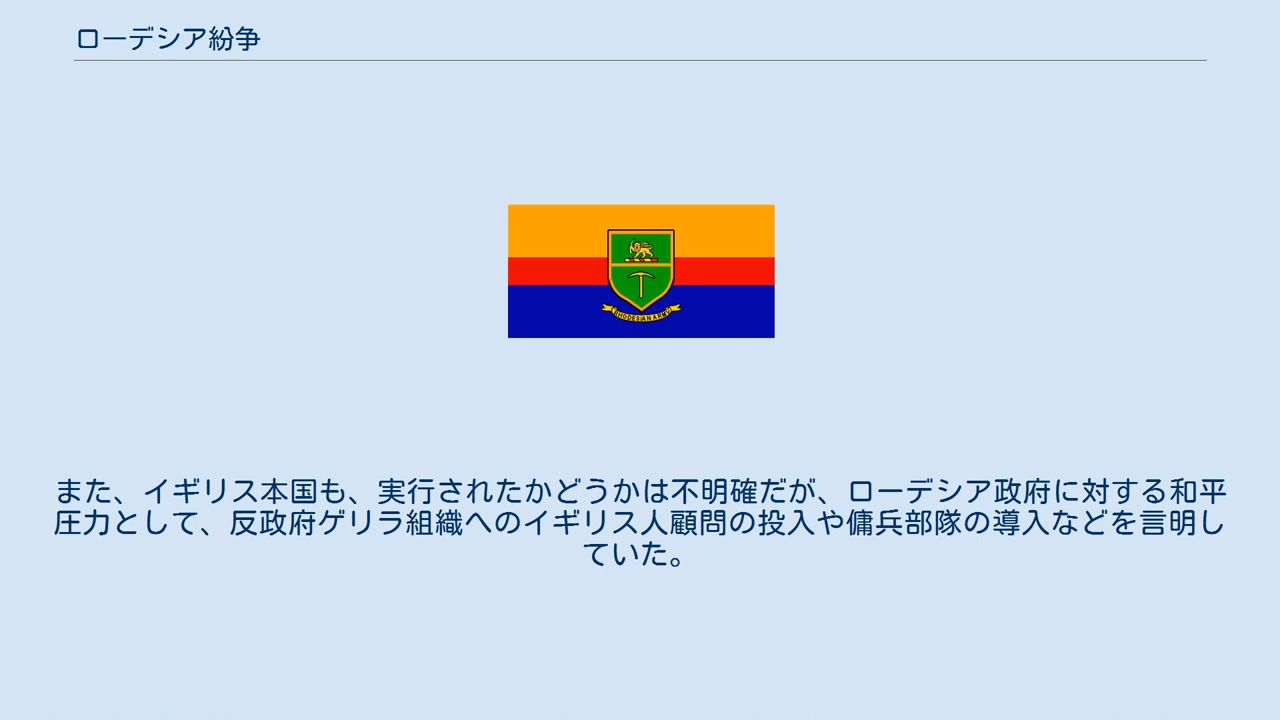 ローデシア紛争
RHODESIAN ARMY
また、イギリス本国も、実行されたかどうかは不明確だが、ローデシア政府に対する和平
圧力として、反政府ゲリラ組織へのイギリス人顧問の投入や傭兵部隊の導入などを言明し
ていた。